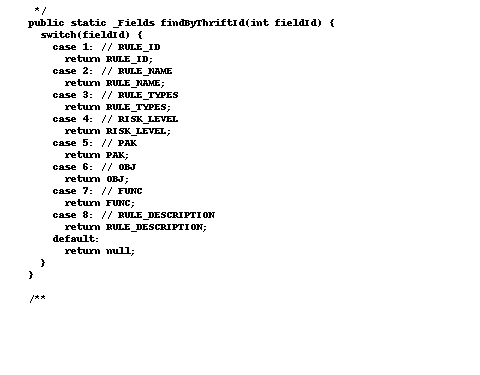 */
public static _Fields findByThriftId(int fieldId) {
  switch(fieldId) {
    case 1: // RULE_ID
      return RULE_ID;
    case 2: // RULE_NAME
      return RULE_NAME;
    case 3: // RULE_TYPES
      return RULE_TYPES;
    case 4: // RISK_LEVEL
      return RISK_LEVEL;
    case 5: // PAK
      return PAK;
    case 6: // OBJ
      return OBJ;
    case 7: // FUNC
      return FUNC;
    case 8: // RULE_DESCRIPTION
      return RULE_DESCRIPTION;
    default:
      return null;
  }
}
/**